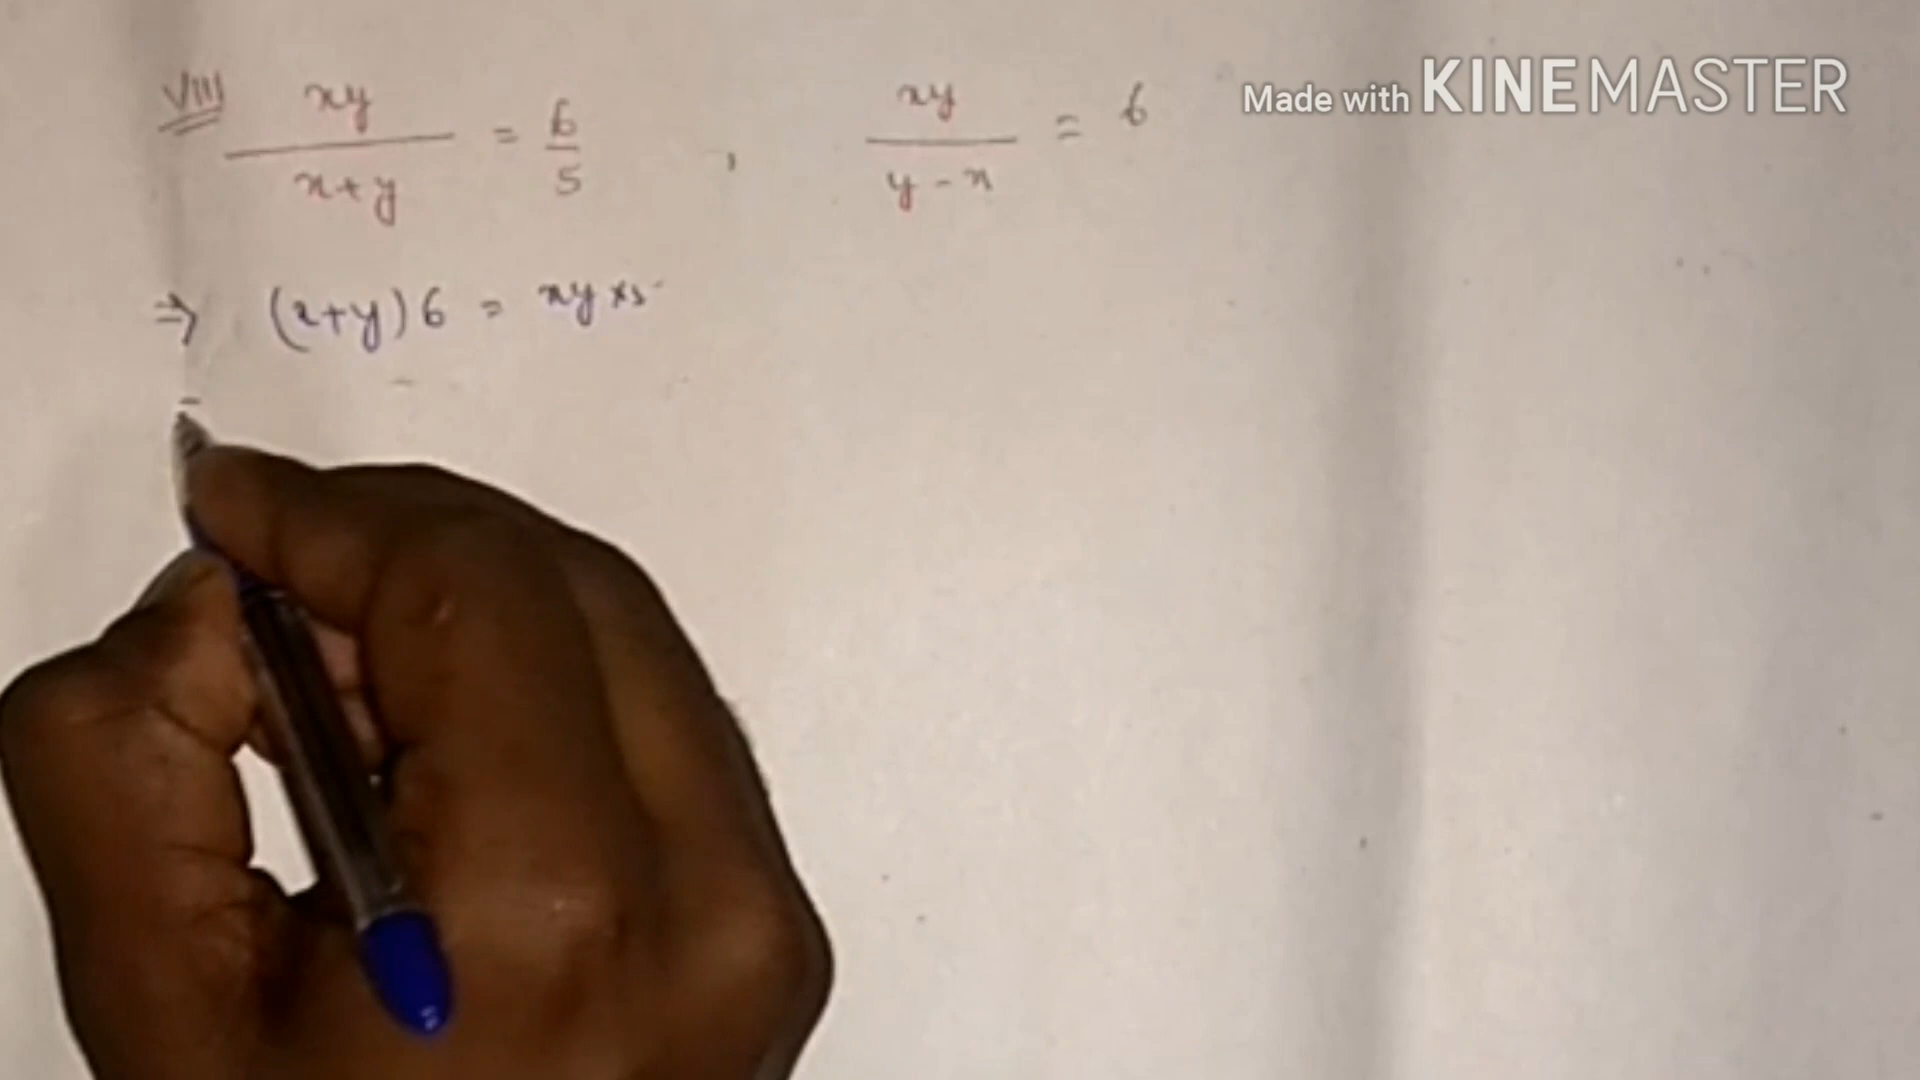 VIII xy/x+y = 6/5 , xy/y-x = 6
Made with KINEMASTER
⇒ (x+y)6 = xy×5